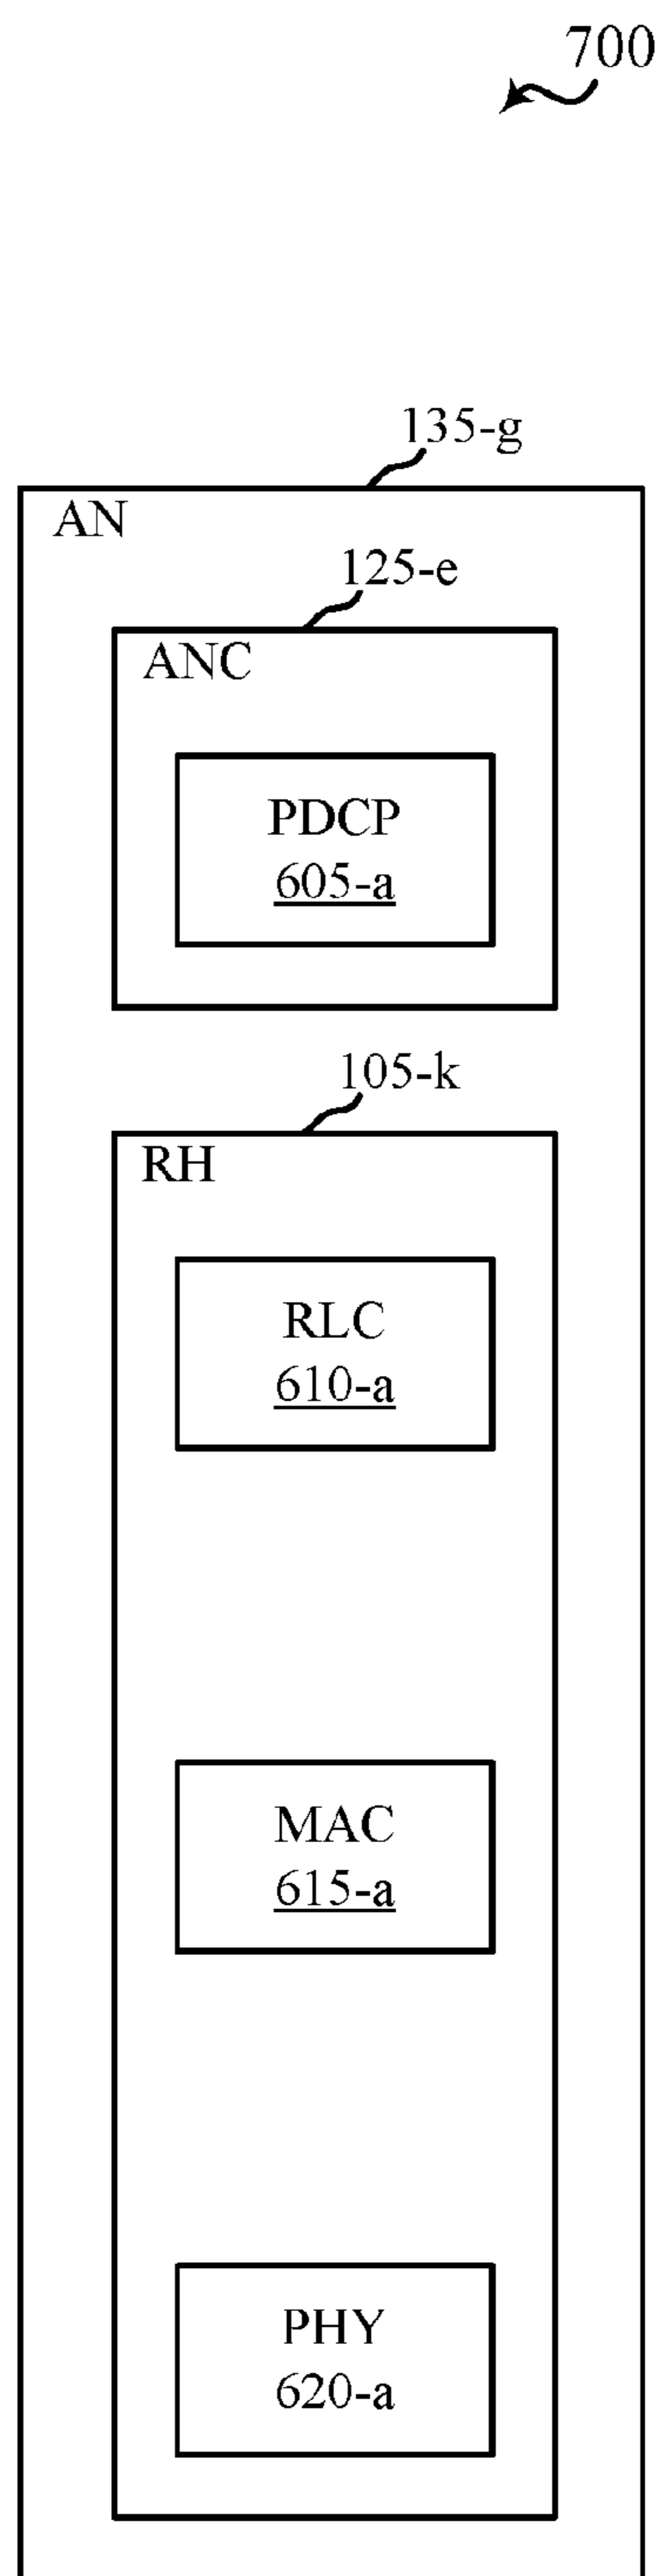 700
135-g
AN
125-e
ANC
PDCP
605-a
105-k
RH
RLC
610-a
MAC
615-a
PHY
620-a